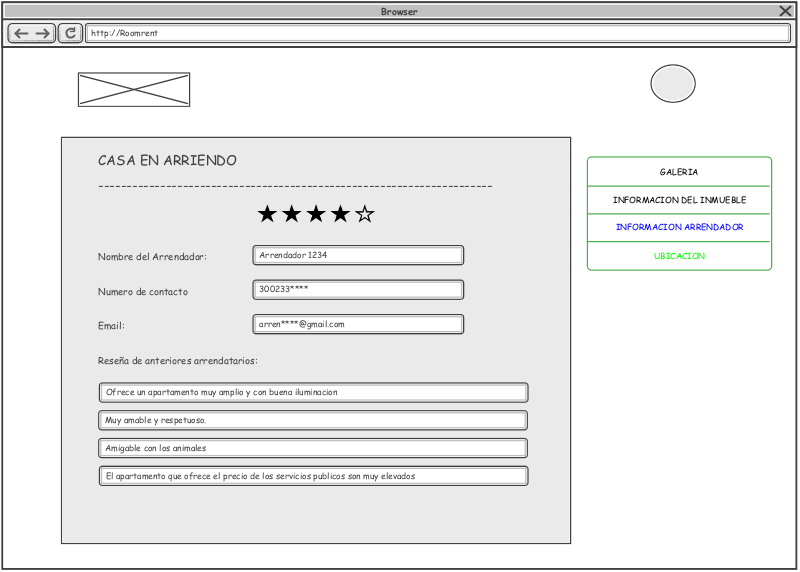 Browser
http://Roomrent
CASA EN ARRIENDO
Nombre del Arrendador:
Arrendador 1234
Numero de contacto
300233****
Email:
arren****@gmail.com
Reseña de anteriores arrendatarios:
Ofrece un apartamento muy amplio y con buena iluminacion
Muy amable y respetuoso.
Amigable con los animales
El apartamento que ofrece el precio de los servicios publicos son muy elevados
GALERIA
INFORMACION DEL INMUEBLE
INFORMACION ARRENDADOR
UBICACION